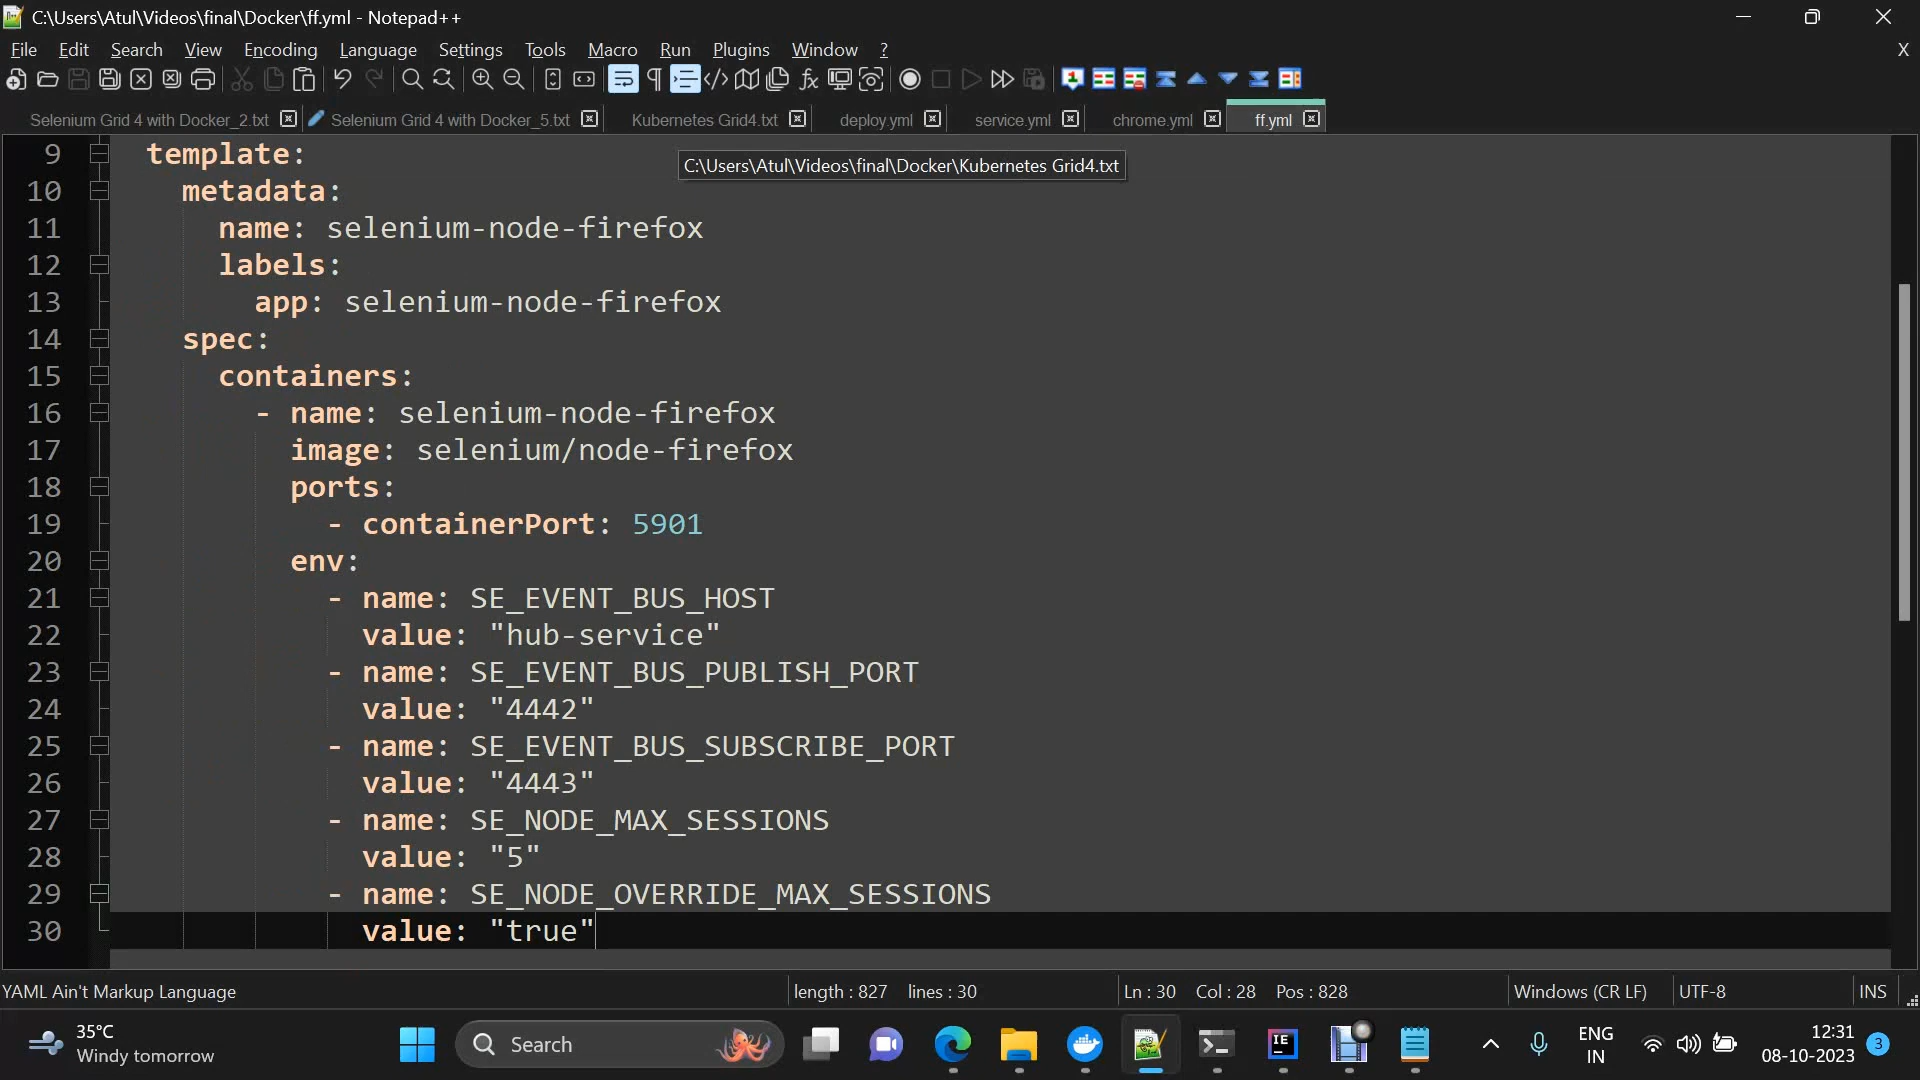 C:\Users\Atul\Videos\final\Docker\ff.yml - Notepad++
File Edit Search View Encoding Language Settings Tools Macro Run Plugins Window ? X
Selenium Grid 4 with Docker_2.txt Selenium Grid 4 with Docker_5.txt Kubernetes Grid4.txt deploy.yml service.yml chrome.yml ff.yml
C:\Users\Atul\Videos\final\Docker\Kubernetes Grid4.txt
9 template:
10 metadata:
11 name: selenium-node-firefox
12 labels:
13 app: selenium-node-firefox
14 spec:
15 containers:
16 - name: selenium-node-firefox
17 image: selenium/node-firefox
18 ports:
19 - containerPort: 5901
20 env:
21 - name: SE_EVENT_BUS_HOST
22 value: "hub-service"
23 - name: SE_EVENT_BUS_PUBLISH_PORT
24 value: "4442"
25 - name: SE_EVENT_BUS_SUBSCRIBE_PORT
26 value: "4443"
27 - name: SE_NODE_MAX_SESSIONS
28 value: "5"
29 - name: SE_NODE_OVERRIDE_MAX_SESSIONS
30 value: "true"
YAML Ain't Markup Language length : 827 lines : 30 Ln : 30 Col : 28 Pos : 828 Windows (CR LF) UTF-8 INS
35°C
Windy tomorrow
Search
ENG
IN
12:31
08-10-2023
3